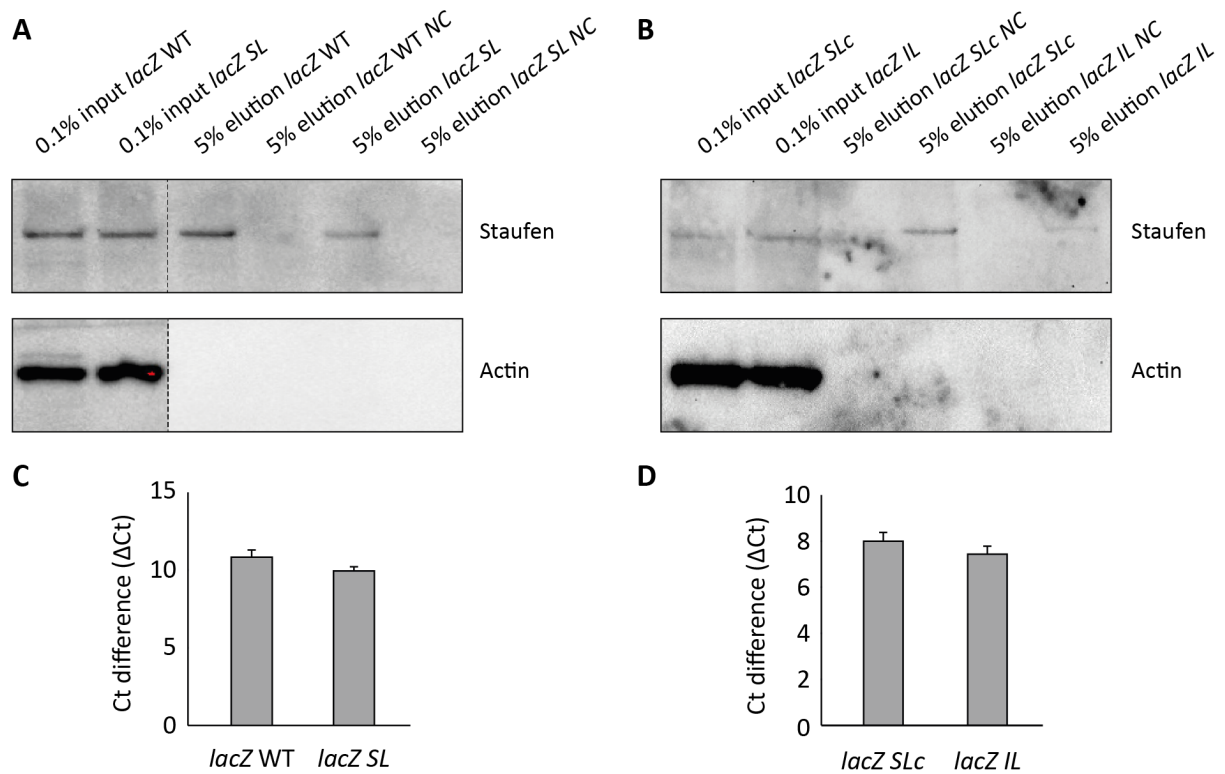 A
0.1% input lacZ WT
0.1% input lacZ SL
5% elution lacZ WT
5% elution lacZ WT NC
5% elution lacZ SL
5% elution lacZ SL NC
Staufen
Actin
B
0.1% input lacZ SLc
0.1% input lacZ IL
5% elution lacZ SLc NC
5% elution lacZ SLc
5% elution lacZ IL NC
5% elution lacZ IL
Staufen
Actin
C
Ct difference (ΔCt)
15
10
5
0
lacZ WT
lacZ SL
D
Ct difference (ΔCt)
10
8
6
4
2
0
lacZ SLc
lacZ IL